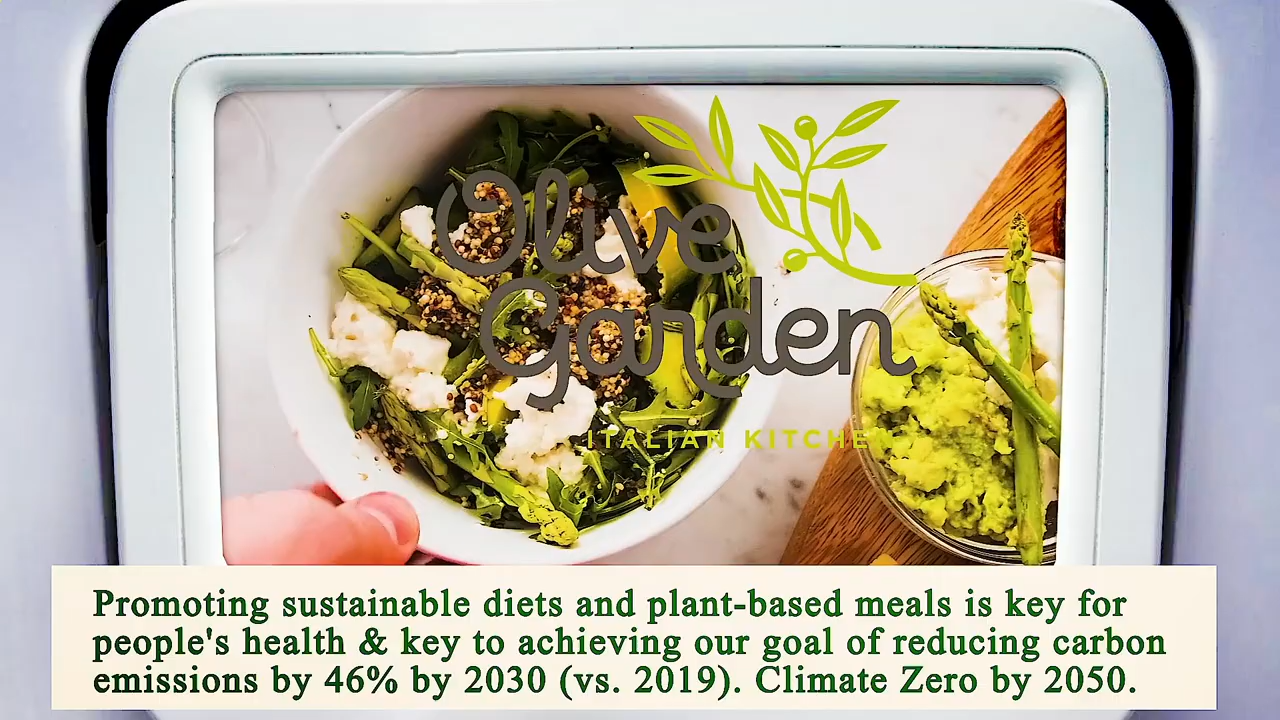 Olive
Garden
ITALIAN KITCHEN
Promoting sustainable diets and plant-based meals is key for
people's health & key to achieving our goal of reducing carbon
emissions by 46% by 2030 (vs. 2019). Climate Zero by 2050.